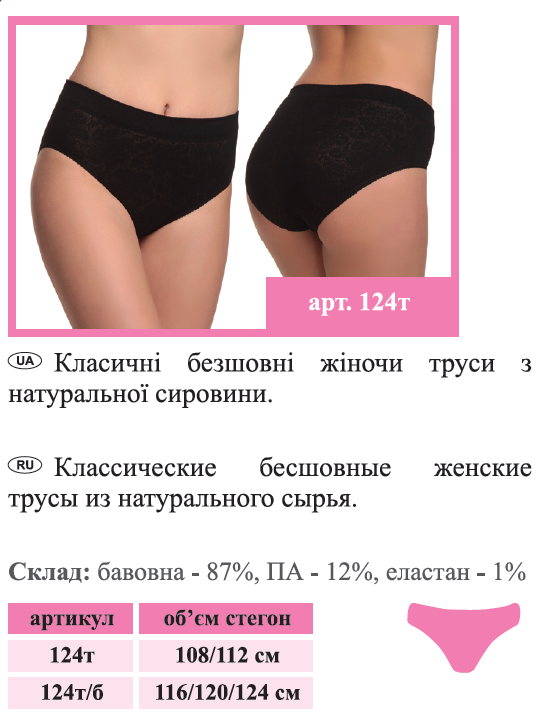 арт. 124т
UA Класичні безшовні жіночи труси з
натуральної сировини.
RU Классические бесшовные женские
трусы из натурального сырья.
Склад: бавовна - 87%, ПА - 12%, еластан - 1%
артикул об’єм стегон
124т 108/112 см
124т/б 116/120/124 см